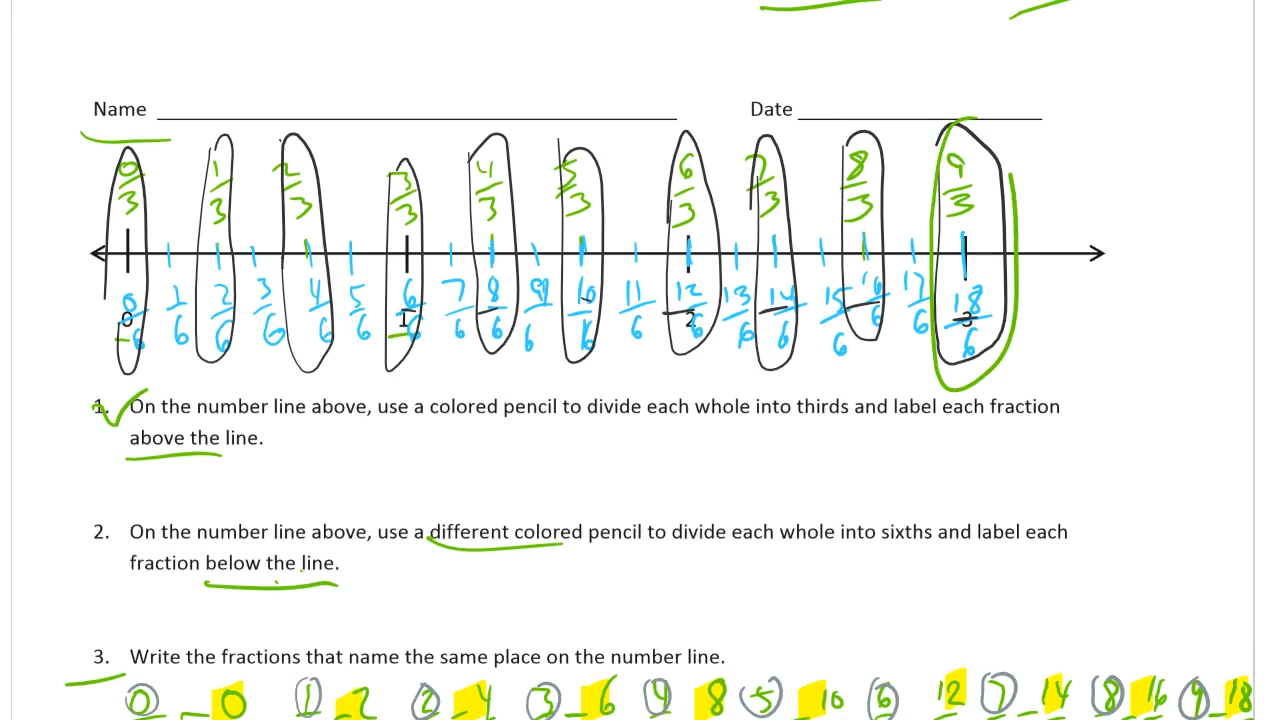 Name Date
0/3 1/3 2/3 3/3 4/3 5/3 6/3 7/3 8/3 9/3
0 1 2 3
0/6 1/6 2/6 3/6 4/6 5/6 6/6 7/6 8/6 9/6 10/6 11/6 12/6 13/6 14/6 15/6 16/6 17/6 18/6
1. On the number line above, use a colored pencil to divide each whole into thirds and label each fraction
above the line.
2. On the number line above, use a different colored pencil to divide each whole into sixths and label each
fraction below the line.
3. Write the fractions that name the same place on the number line.
0 = 0 1 = 2 2 = 4 3 = 6 4 8 5 = 10 6 = 12 7 = 14 8 = 16 9 = 18